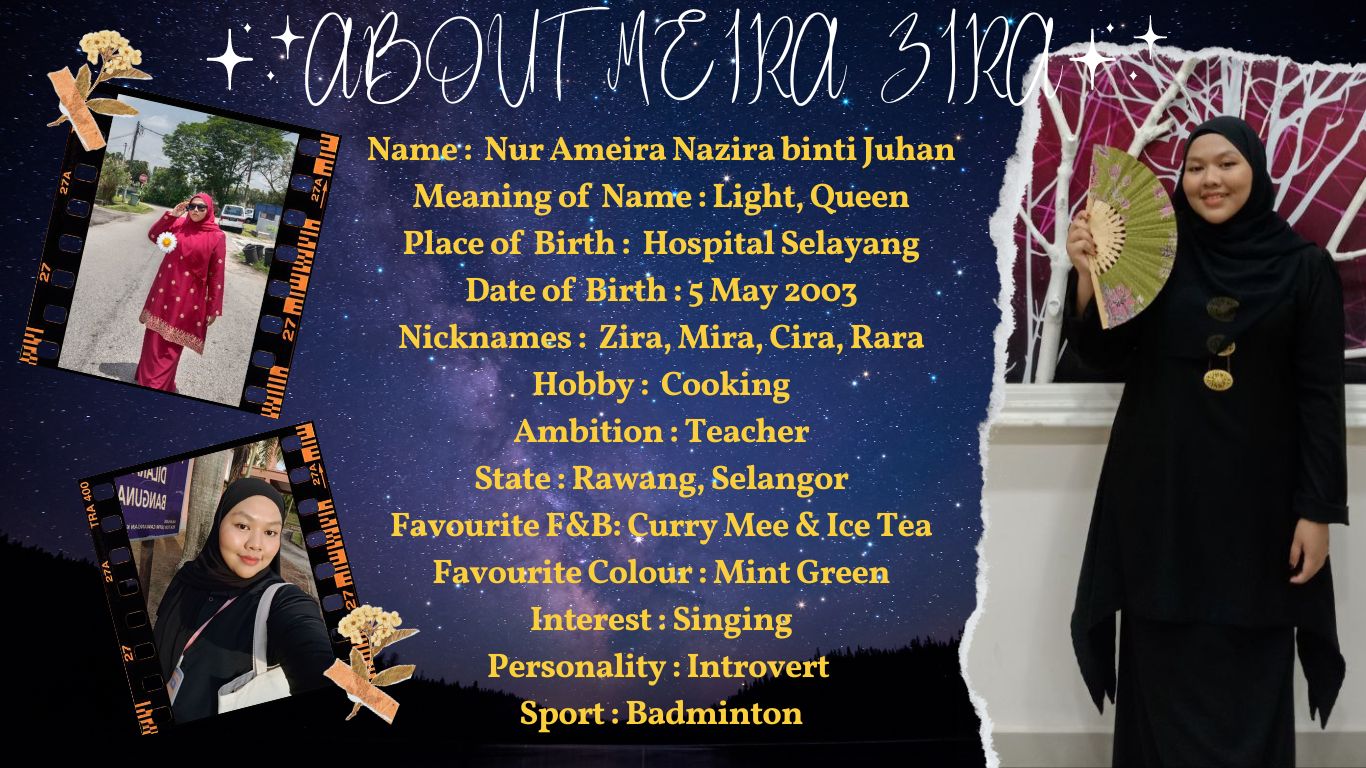 ABOUT MEIRA ZIRA
Name : Nur Ameira Nazira binti Juhan
Meaning of Name : Light, Queen
Place of Birth : Hospital Selayang
Date of Birth : 5 May 2003
Nicknames : Zira, Mira, Cira, Rara
Hobby : Cooking
Ambition : Teacher
State : Rawang, Selangor
Favourite F&B: Curry Mee & Ice Tea
Favourite Colour : Mint Green
Interest : Singing
Personality : Introvert
Sport : Badminton
27A
27A
27
27
TRA 400
27A
27A
27
27